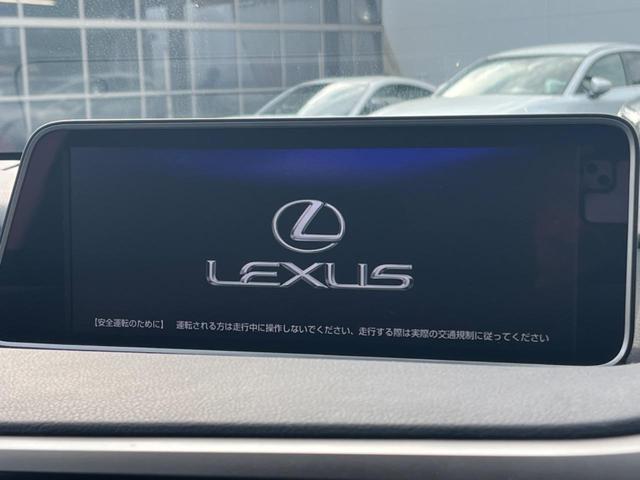 LEXUS
【安全運転のために】 運転される方は走行中に操作しないでください、走行する際は実際の交通規制に従ってください